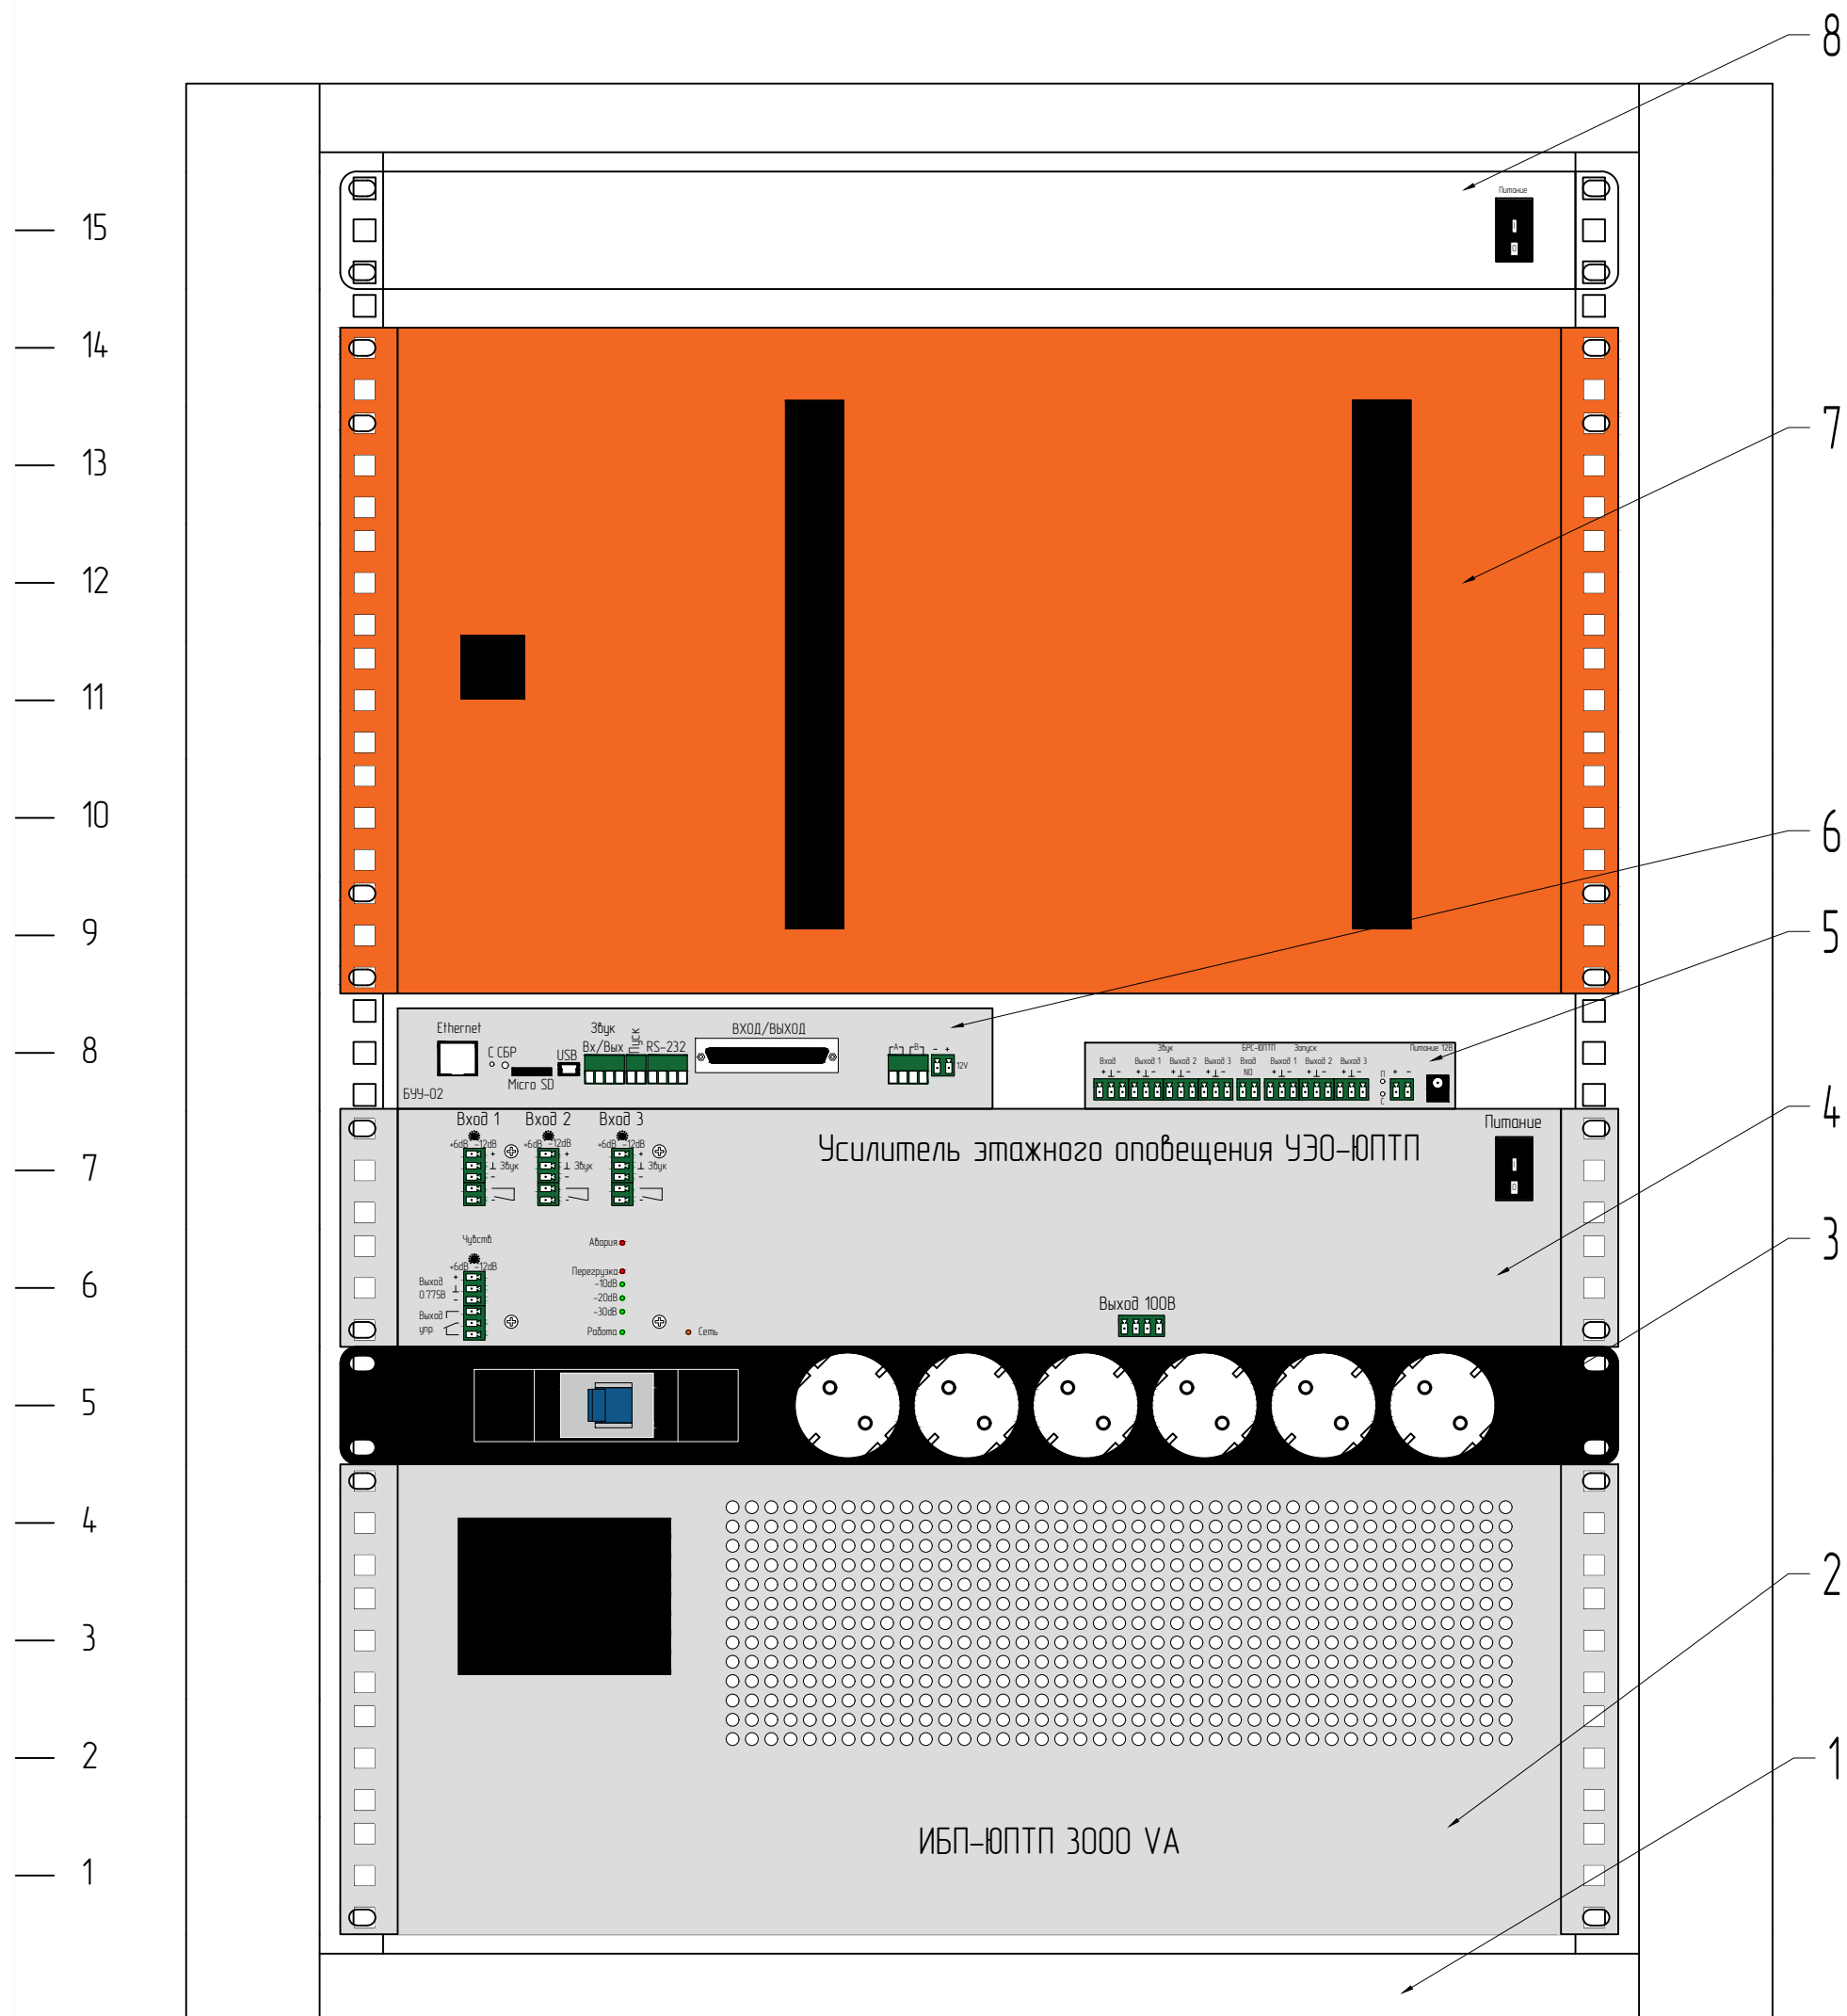 8
Питание
15
14
7
13
12
11
10
6
9
5
Ethernet
Звук
Пуск
ВХОД/ВЫХОД
8
С СБР
Вх/Вых
RS-232
USB
A
B
- +
12V
Micro SD
БУУ-02
Звук
БРС-ЮПТП
Запуск
Питание 12В
Вход
Выход 1
Выход 2
Выход 3
Вход
Выход 1
Выход 2
Выход 3
+ ⊥ -
+ ⊥ -
+ ⊥ -
+ ⊥ -
NO
+ ⊥ -
+ ⊥ -
+ ⊥ -
П
С
+ -
4
Вход 1
Вход 2
Вход 3
Питание
+6dB -12dB
+6dB -12dB
+6dB -12dB
Усилитель этажного оповещения УЭО-ЮПТП
+
⊥ Звук
-
+
⊥ Звук
-
+
⊥ Звук
-
7
3
Чувств.
Авария
+6dB -12dB
Перегрузка
6
Выход
0.775В
+
⊥
-
-10dB
-20dB
-30dB
Выход 100В
Выход
упр.
Работа
Сеть
5
4
2
3
2
1
ИБП-ЮПТП 3000 VA
1